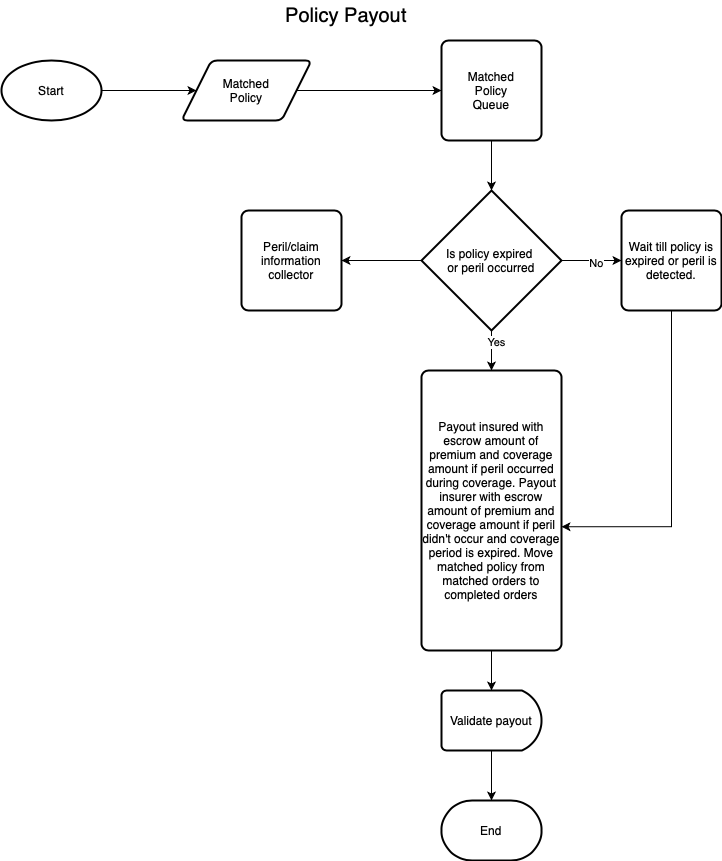 Policy Payout
Start
Matched
Policy
Matched
Policy
Queue
Peril/claim
information
collector
Is policy expired
or peril occurred
No
Wait till policy is
expired or peril is
detected.
Yes
Payout insured with
escrow amount of
premium and coverage
amount if peril occurred
during coverage. Payout
insurer with escrow
amount of premium and
coverage amount if peril
didn't occur and coverage
period is expired. Move
matched policy from
matched orders to
completed orders
Validate payout
End